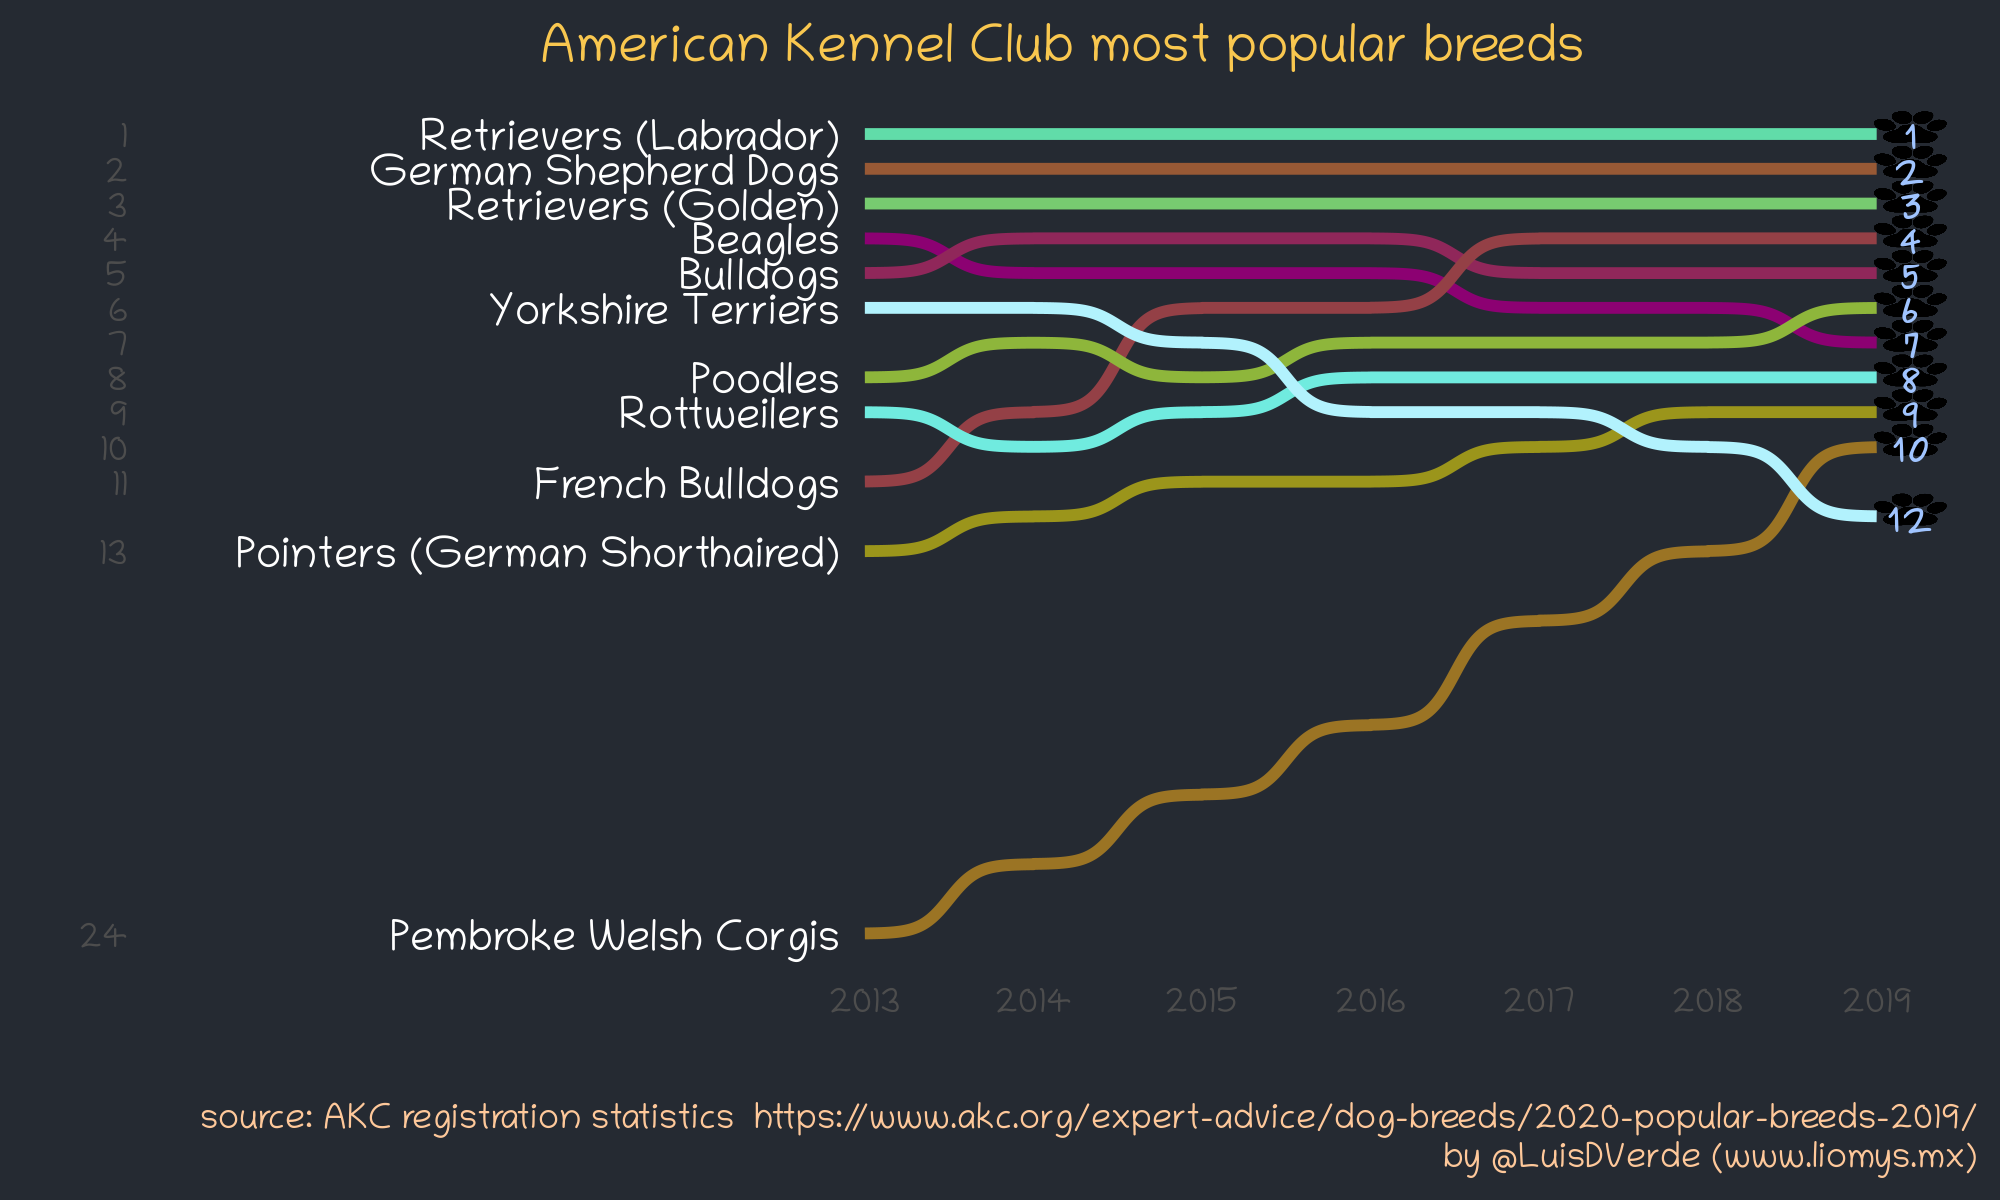 American Kennel Club most popular breeds
1 Retrievers (Labrador) 1
2 German Shepherd Dogs 2
3 Retrievers (Golden) 3
4 Beagles 4
5 Bulldogs 5
6 Yorkshire Terriers 6
7 7
8 Poodles 8
9 Rottweilers 9
10 10
11 French Bulldogs
12
13 Pointers (German Shorthaired)
24 Pembroke Welsh Corgis
2013 2014 2015 2016 2017 2018 2019
source: AKC registration statistics https://www.akc.org/expert-advice/dog-breeds/2020-popular-breeds-2019/
by @LuisDVerde (www.liomys.mx)